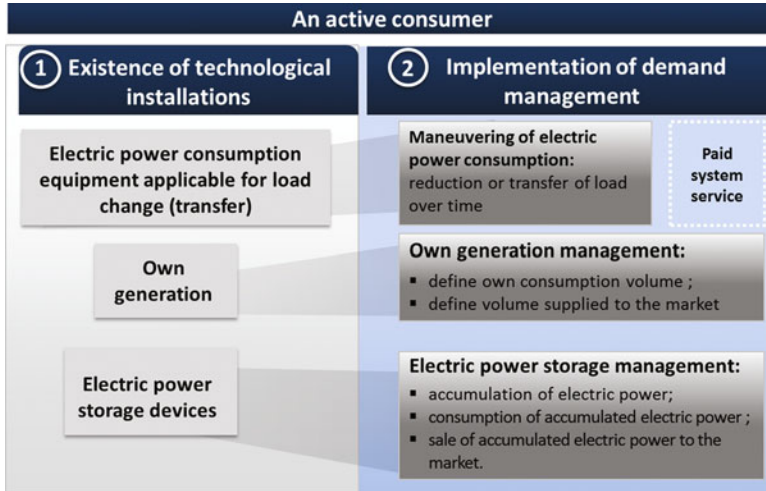 An active consumer
1 Existence of technological
installations
2 Implementation of demand
management
Electric power consumption
equipment applicable for load
change (transfer)
Maneuvering of electric
power consumption:
reduction or transfer of load
over time
Paid
system
service
Own
generation
Own generation management:
▪ define own consumption volume ;
▪ define volume supplied to the market
Electric power
storage devices
Electric power storage management:
▪ accumulation of electric power;
▪ consumption of accumulated electric power ;
▪ sale of accumulated electric power to the
market.